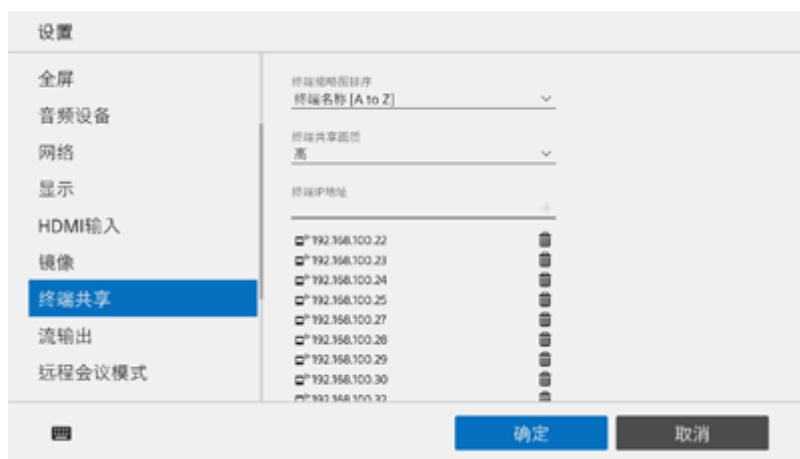 设置
全屏
音频设备
网络
显示
HDMI输入
镜像
终端共享
流输出
远程会议模式
终端缩略图排序
终端名称 [A to Z]
终端共享画质
高
终端IP地址
192.168.100.22
192.168.100.23
192.168.100.24
192.168.100.25
192.168.100.27
192.168.100.28
192.168.100.29
192.168.100.30
192.168.100.32
确定
取消